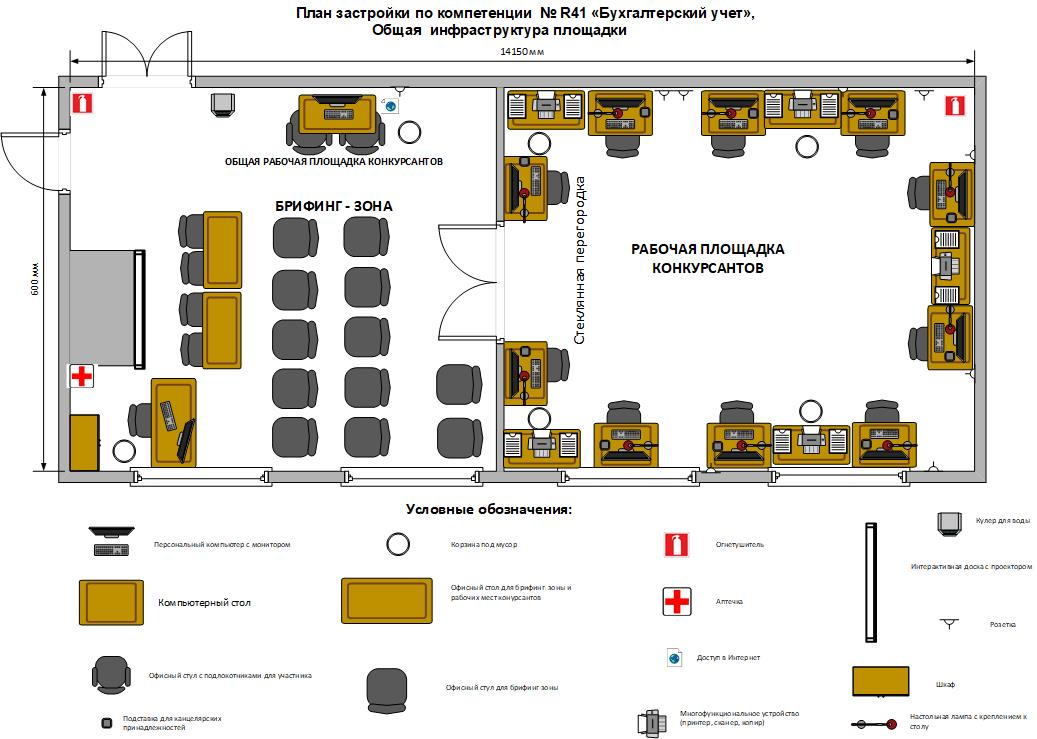 План застройки по компетенции № R41 «Бухгалтерский учет»,
Общая инфраструктура площадки
14150мм
ОБЩАЯ РАБОЧАЯ ПЛОЩАДКА КОНКУРСАНТОВ
БРИФИНГ - ЗОНА
600 мм
Стеклянная перегородка
РАБОЧАЯ ПЛОЩАДКА
КОНКУРСАНТОВ
Условные обозначения:
Персональный компьютер с монитором
Корзина под мусор
Огнетушитель
Кулер для воды
Интерактивная доска с проектором
Компьютерный стол
Офисный стол для брифинг зоны и
рабочих мест конкурсантов
Аптечка
Розетка
Офисный стул с подлокотниками для участника
Офисный стул для брифинг зоны
Доступ в Интернет
Шкаф
Подставка для канцелярских
принадлежностей
Многофункциональное устройство
(принтер, сканер, копир)
Настольная лампа с креплением к
столу